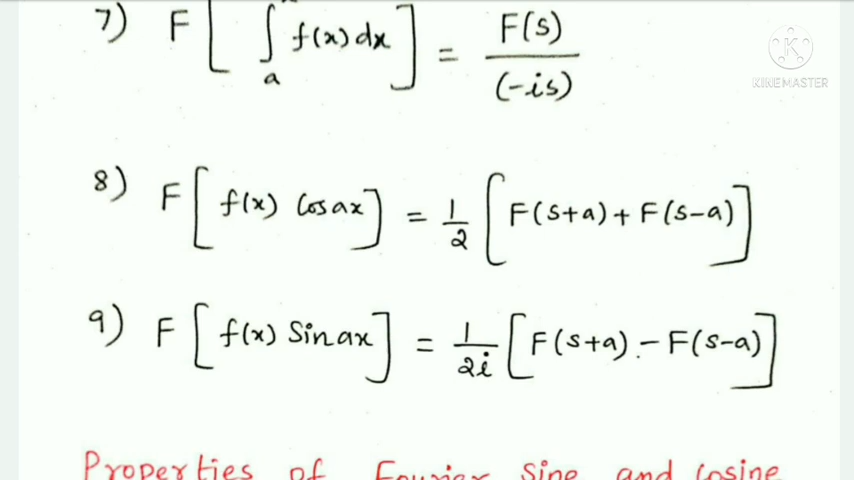 7) F[ ∫ₐ f(x) dx ] = F(s) / (-is)
KINEMASTER
8) F[ f(x) Cos ax ] = 1/2 [ F(s+a) + F(s-a) ]
9) F[ f(x) Sin ax ] = 1/2i [ F(s+a) - F(s-a) ]
Properties of Fourier Sine and Cosine